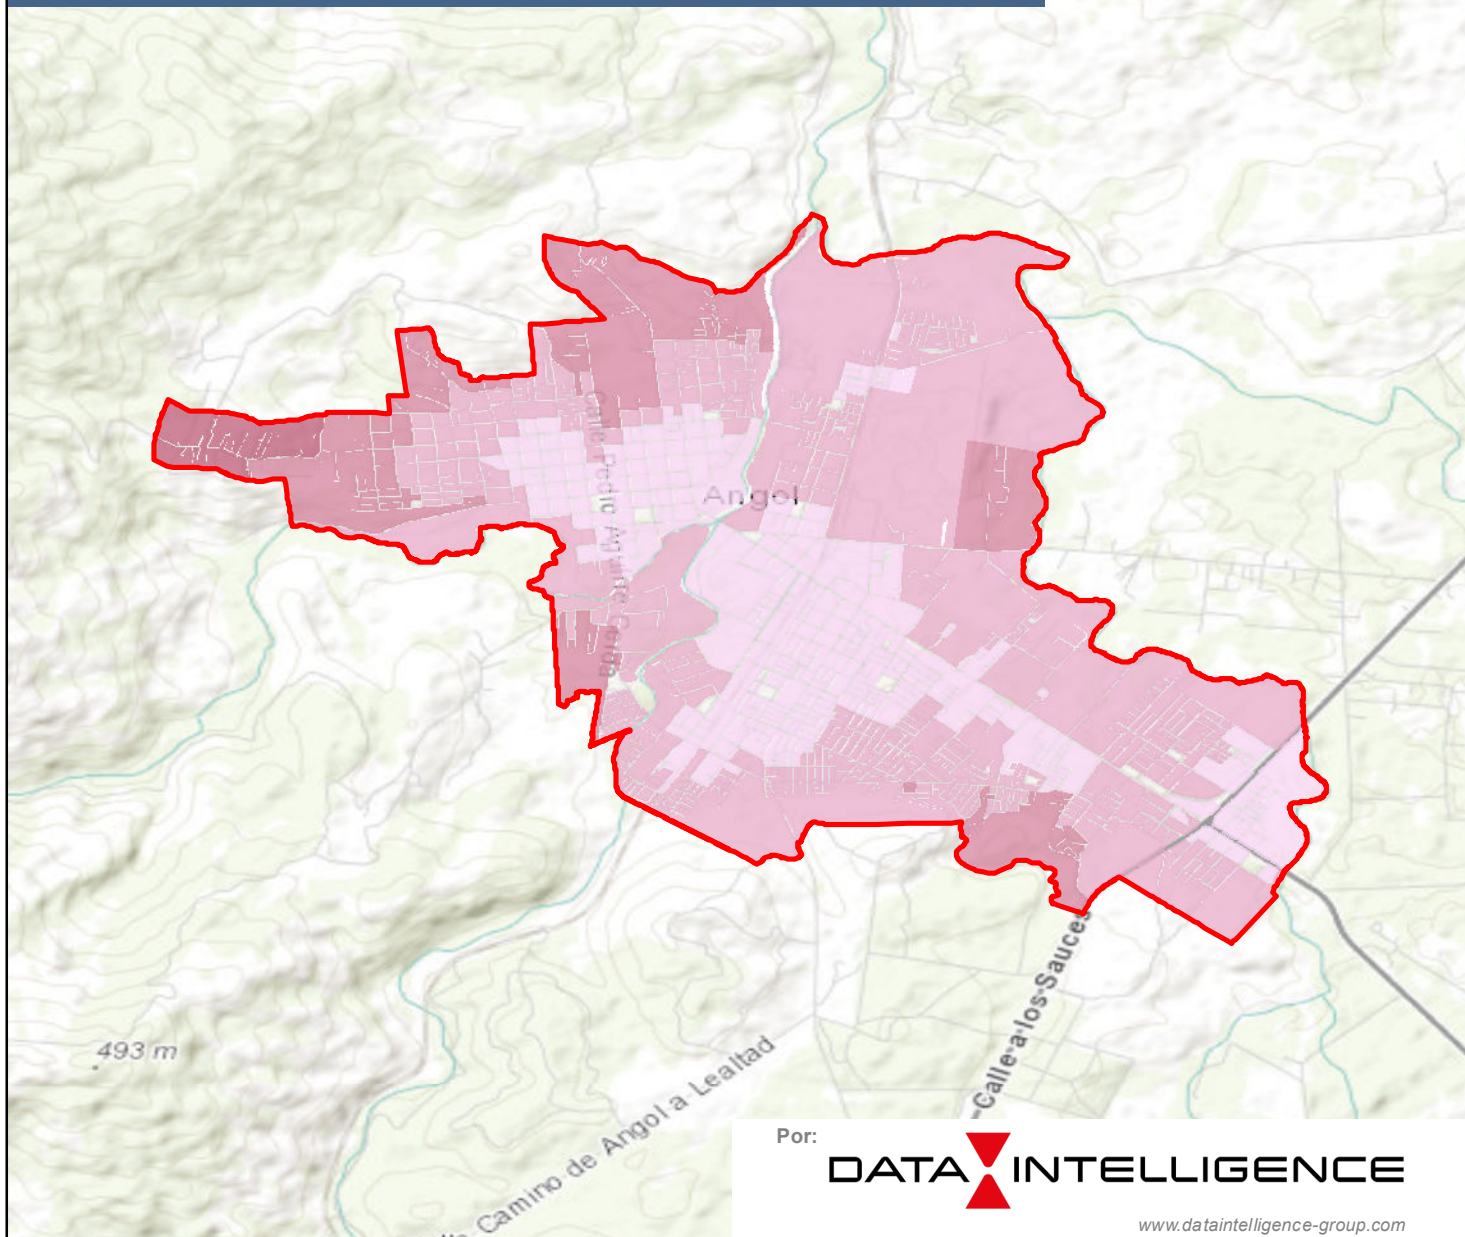 Angol
Calle Pedro Aguirre Cerda
493 m
Calle a los Sauces
Camino de Angol a Lealtad
Por:
DATA INTELLIGENCE
www.dataintelligence-group.com